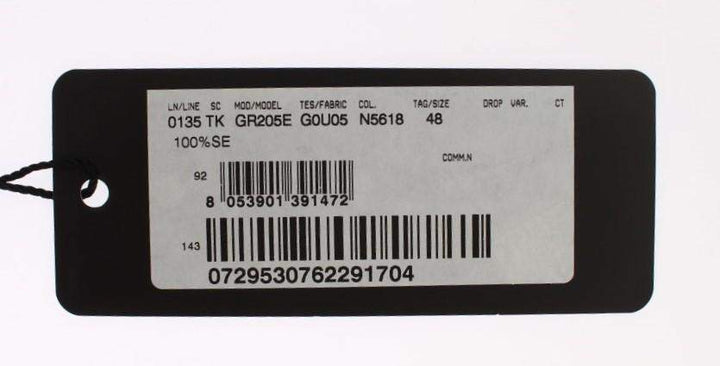 LN/LINE SC MOD/MODEL TES/FABRIC COL. TAG/SIZE DROP VAR. CT
0135 TK GR205E G0U05 N5618 48
100%SE
COMM.N
92
8 053901 391472
143
0729530762291704